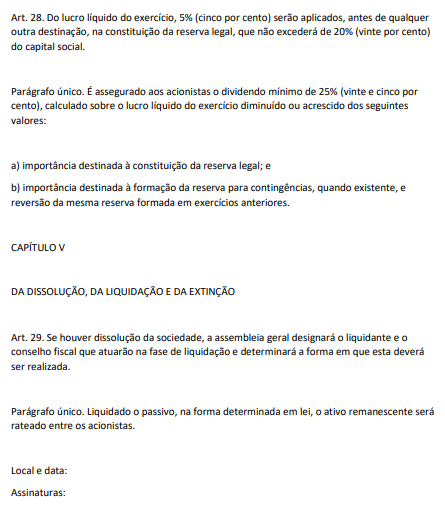 Art. 28. Do lucro líquido do exercício, 5% (cinco por cento) serão aplicados, antes de qualquer
outra destinação, na constituição da reserva legal, que não excederá de 20% (vinte por cento)
do capital social.
Parágrafo único. É assegurado aos acionistas o dividendo mínimo de 25% (vinte e cinco por
cento), calculado sobre o lucro líquido do exercício diminuído ou acrescido dos seguintes
valores:
a) importância destinada à constituição da reserva legal; e
b) importância destinada à formação da reserva para contingências, quando existente, e
reversão da mesma reserva formada em exercícios anteriores.
CAPÍTULO V
DA DISSOLUÇÃO, DA LIQUIDAÇÃO E DA EXTINÇÃO
Art. 29. Se houver dissolução da sociedade, a assembleia geral designará o liquidante e o
conselho fiscal que atuarão na fase de liquidação e determinará a forma em que esta deverá
ser realizada.
Parágrafo único. Liquidado o passivo, na forma determinada em lei, o ativo remanescente será
rateado entre os acionistas.
Local e data:
Assinaturas: